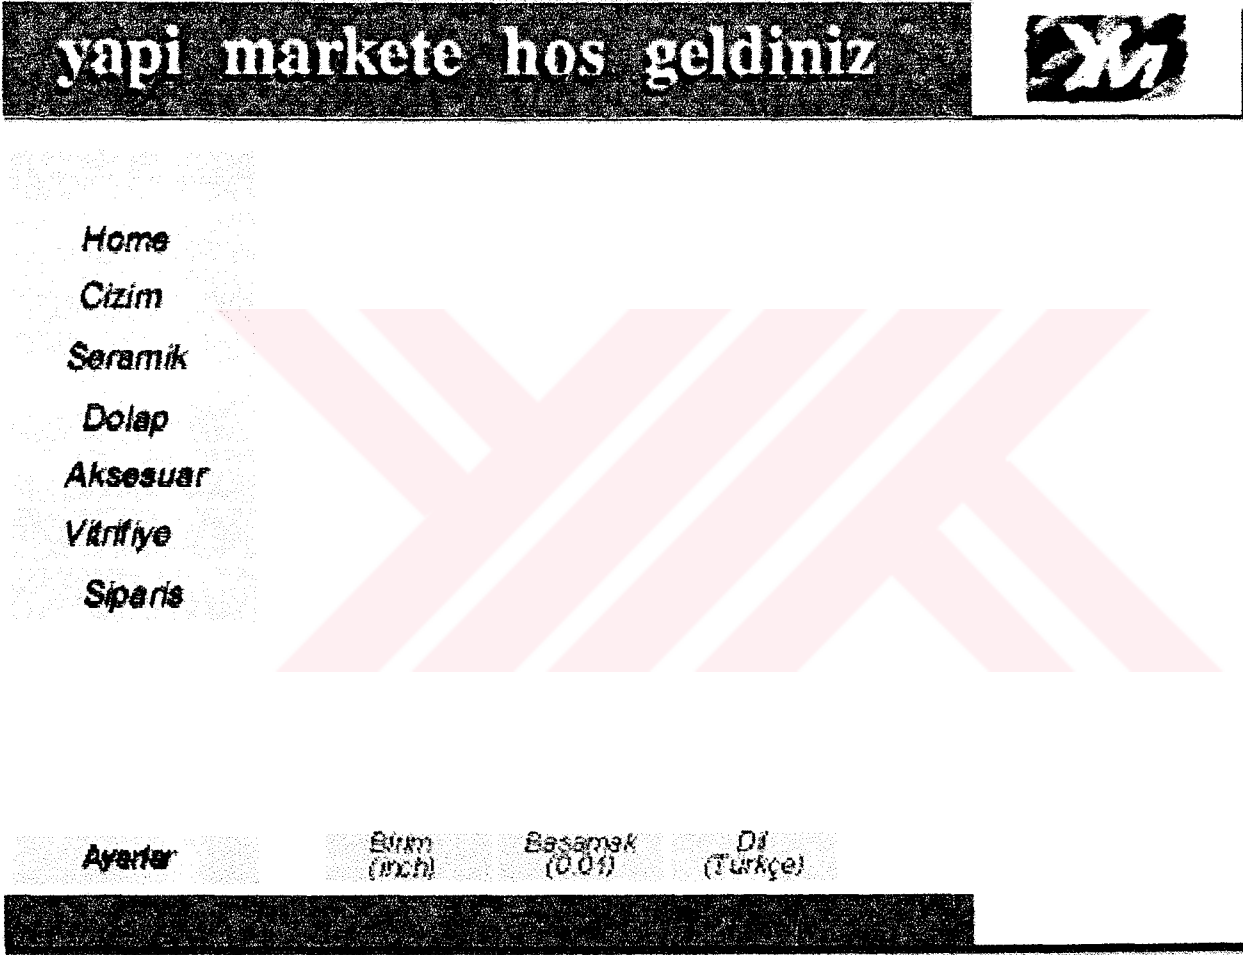 yapi markete hos geldiniz
YM
Home
Cizim
Seramik
Dolap
Aksesuar
Vitrifiye
Siparis
Ayarlar
Birim
(inch)
Basamak
(0.01)
Dil
(Türkçe)